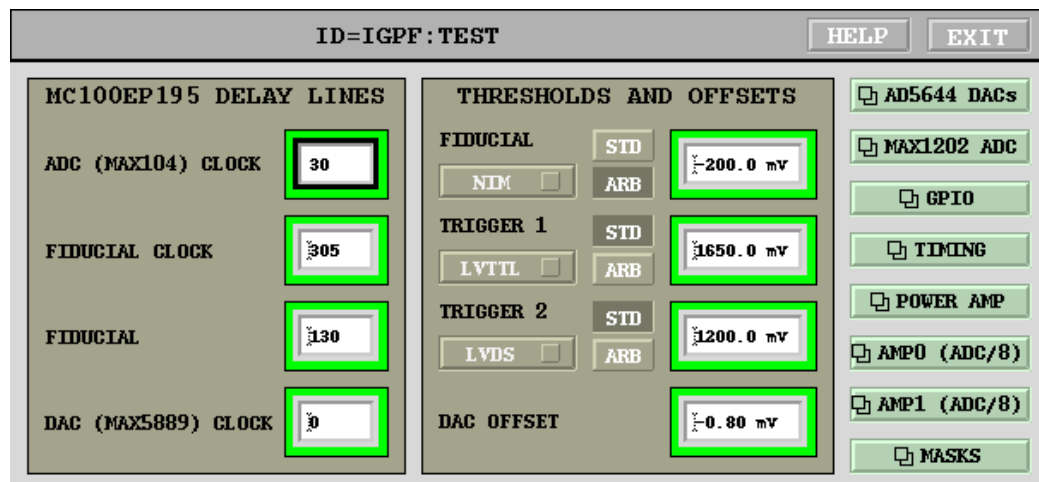 ID=IGPF:TEST
HELP
EXIT
MC100EP195 DELAY LINES
ADC (MAX104) CLOCK
30
FIDUCIAL CLOCK
305
FIDUCIAL
130
DAC (MAX5889) CLOCK
0
THRESHOLDS AND OFFSETS
FIDUCIAL
STD
NIM
ARB
-200.0 mV
TRIGGER 1
STD
LVTTL
ARB
1650.0 mV
TRIGGER 2
STD
LVDS
ARB
1200.0 mV
DAC OFFSET
-0.80 mV
AD5644 DACs
MAX1202 ADC
GPIO
TIMING
POWER AMP
AMP0 (ADC/8)
AMP1 (ADC/8)
MASKS